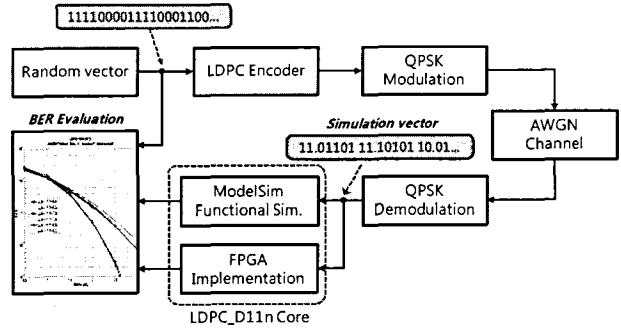 1111000011110001100...
Random vector
LDPC Encoder
QPSK
Modulation
BER Evaluation
Simulation vector
11.01101 11.10101 10.01...
AWGN
Channel
ModelSim
Functional Sim.
QPSK
Demodulation
FPGA
Implementation
LDPC_D11n Core